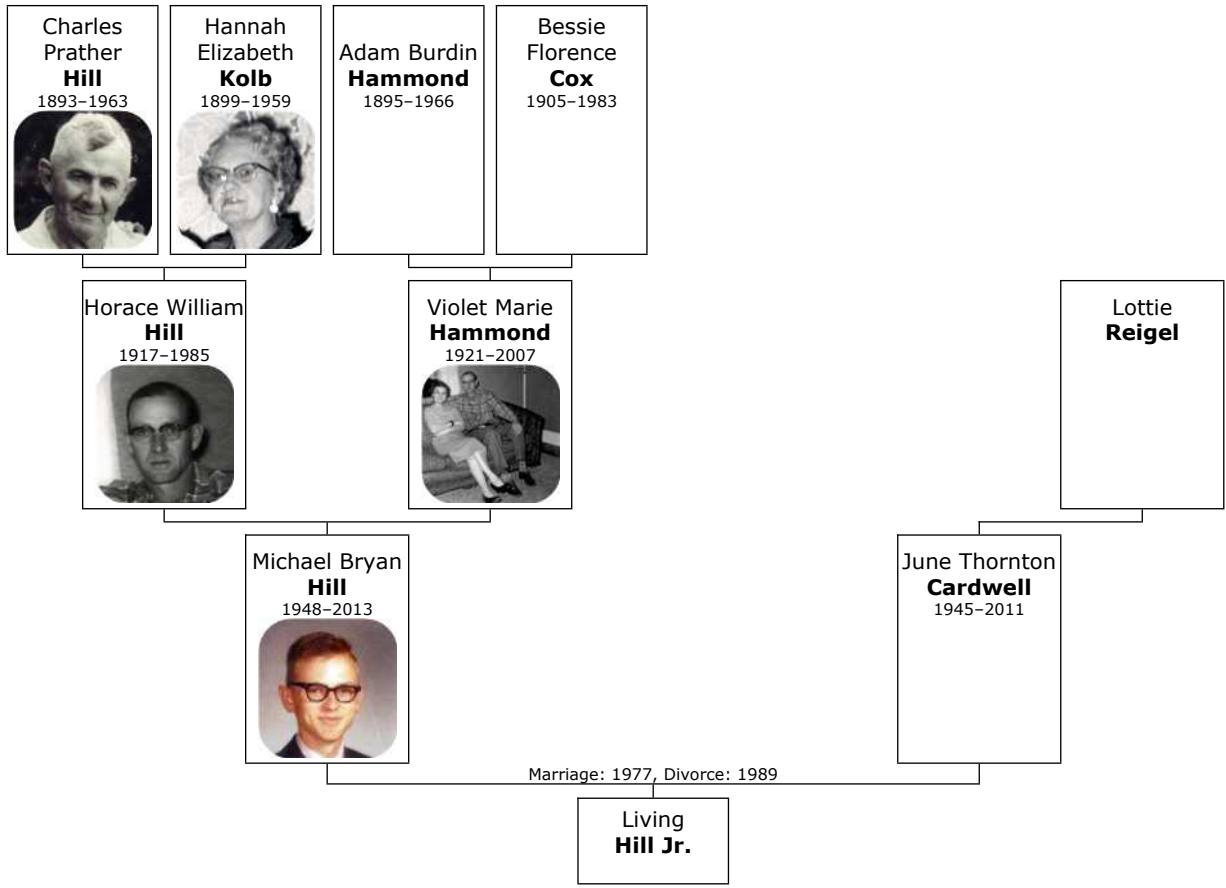 Charles
Prather
Hill
1893–1963
Hannah
Elizabeth
Kolb
1899–1959
Adam Burdin
Hammond
1895–1966
Bessie
Florence
Cox
1905–1983
Horace William
Hill
1917–1985
Violet Marie
Hammond
1921–2007
Lottie
Reigel
Michael Bryan
Hill
1948–2013
June Thornton
Cardwell
1945–2011
Marriage: 1977, Divorce: 1989
Living
Hill Jr.